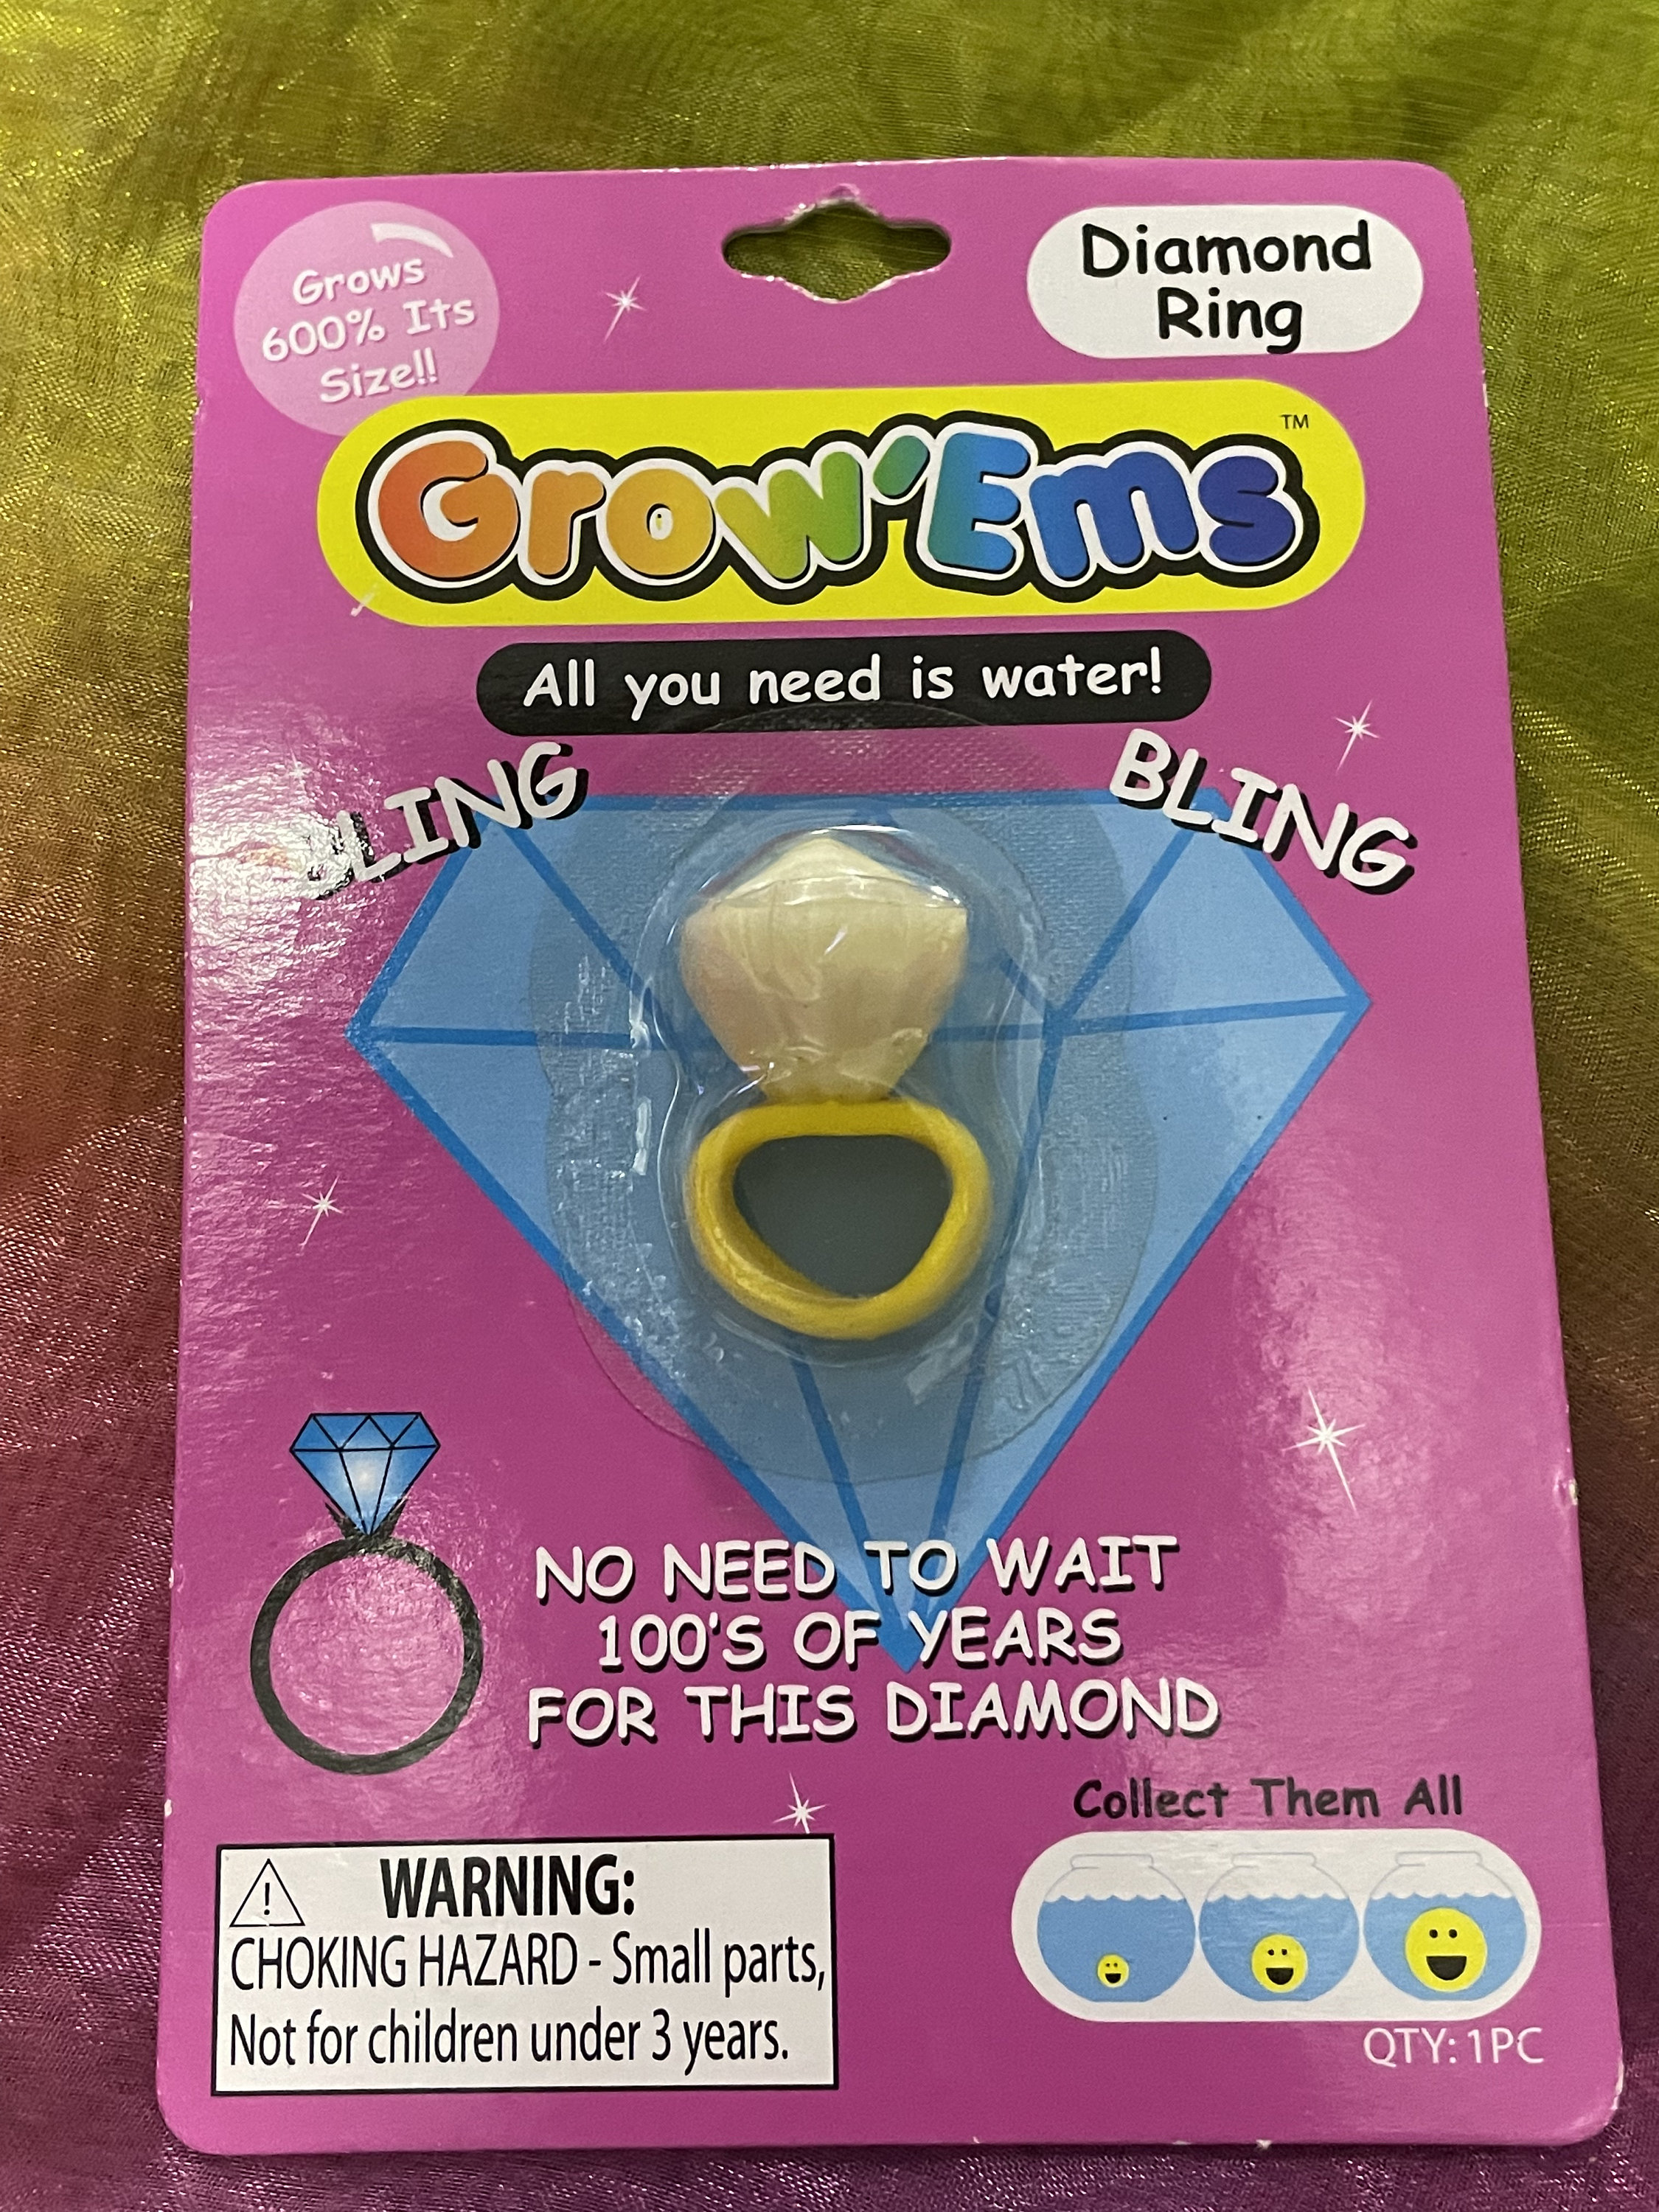 Grows
600% Its
Size!!
Diamond
Ring
Grow'Ems™
All you need is water!
BLING
BLING
NO NEED TO WAIT
100'S OF YEARS
FOR THIS DIAMOND
Collect Them All
WARNING:
CHOKING HAZARD - Small parts,
Not for children under 3 years.
QTY: 1PC